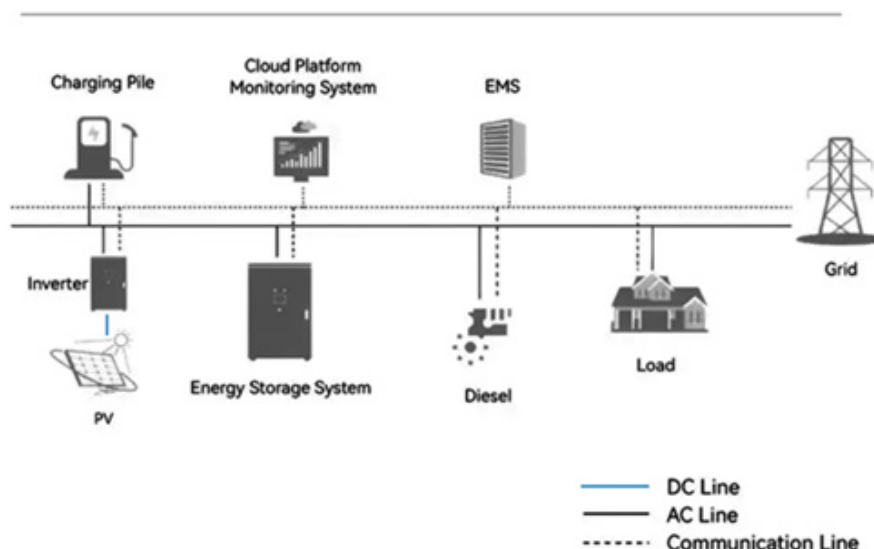 Charging Pile
Cloud Platform
Monitoring System
EMS
Inverter
Grid
Energy Storage System
Load
Diesel
PV
DC Line
AC Line
Communication Line